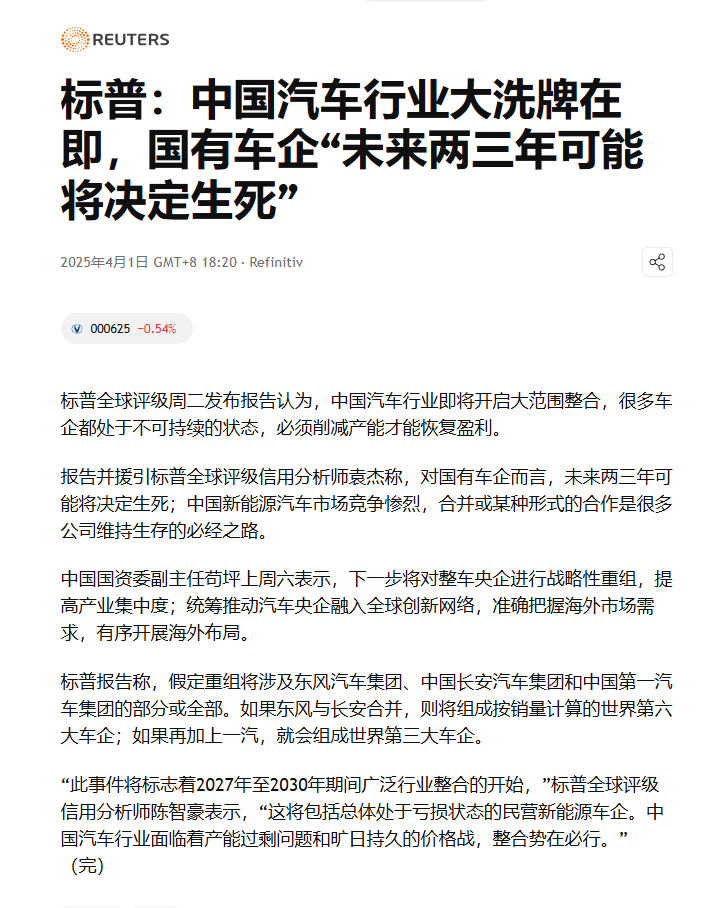 REUTERS
标普：中国汽车行业大洗牌在
即，国有车企“未来两三年可能
将决定生死”
2025年4月1日 GMT+8 18:20 · Refinitiv
000625 −0.54%
标普全球评级周二发布报告认为，中国汽车行业即将开启大范围整合，很多车
企都处于不可持续的状态，必须削减产能才能恢复盈利。
报告并援引标普全球评级信用分析师袁杰称，对国有车企而言，未来两三年可
能将决定生死；中国新能源汽车市场竞争惨烈，合并或某种形式的合作是很多
公司维持生存的必经之路。
中国国资委副主任苟坪上周六表示，下一步将对整车央企进行战略性重组，提
高产业集中度；统筹推动汽车央企融入全球创新网络，准确把握海外市场需
求，有序开展海外布局。
标普报告称，假定重组将涉及东风汽车集团、中国长安汽车集团和中国第一汽
车集团的部分或全部。如果东风与长安合并，则将组成按销量计算的世界第六
大车企；如果再加上一汽，就会组成世界第三大车企。
“此事件将标志着2027年至2030年期间广泛行业整合的开始，”标普全球评级
信用分析师陈智豪表示，“这将包括总体处于亏损状态的民营新能源车企。中
国汽车行业面临着产能过剩问题和旷日持久的价格战，整合势在必行。”
（完）